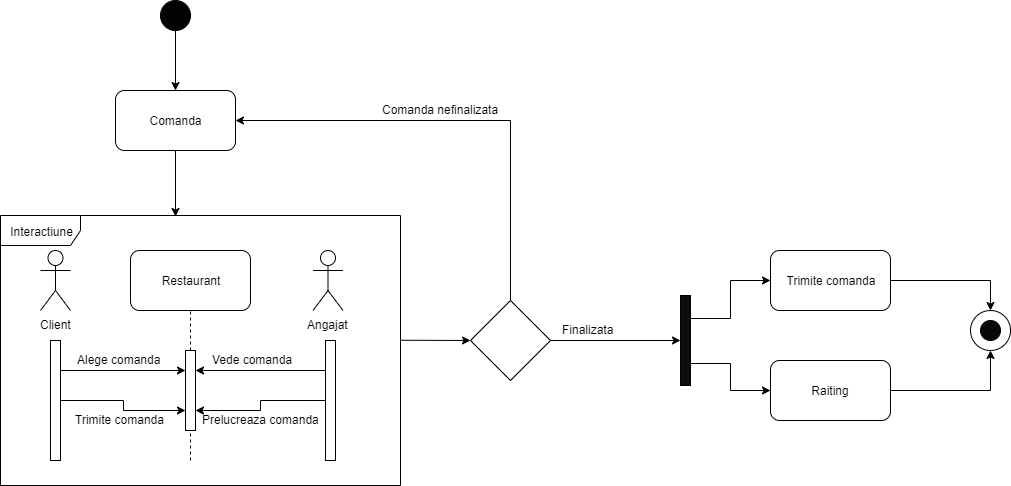 Comanda
Comanda nefinalizata
Interactiune
Client
Restaurant
Angajat
Alege comanda
Vede comanda
Trimite comanda
Prelucreaza comanda
Finalizata
Trimite comanda
Raiting